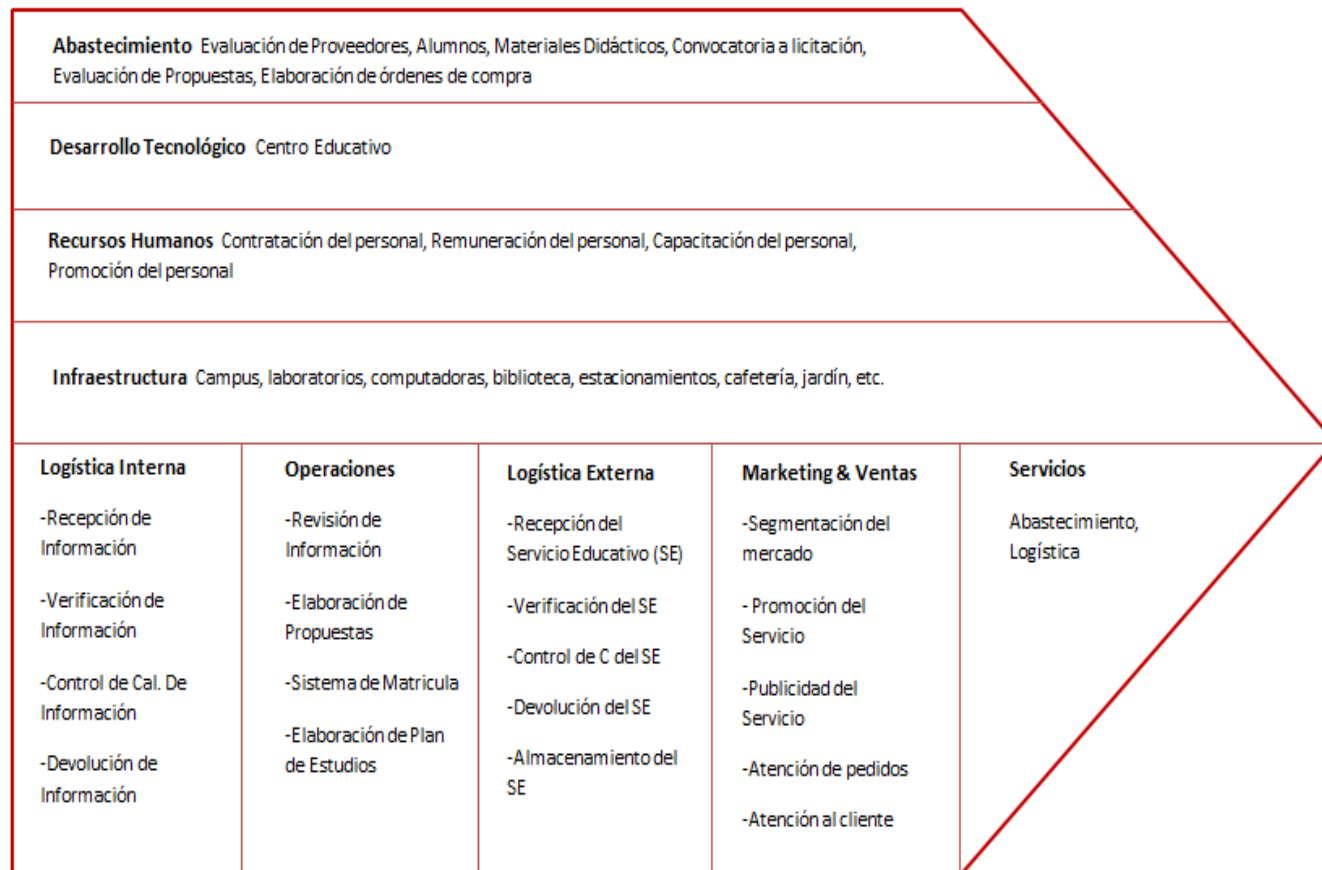 Abastecimiento Evaluación de Proveedores, Alumnos, Materiales Didácticos, Convocatoria a licitación,
Evaluación de Propuestas, Elaboración de órdenes de compra
Desarrollo Tecnológico Centro Educativo
Recursos Humanos Contratación del personal, Remuneración del personal, Capacitación del personal,
Promoción del personal
Infraestructura Campus, laboratorios, computadoras, biblioteca, estacionamientos, cafetería, jardín, etc.
Logística Interna
-Recepción de
Información
-Verificación de
Información
-Control de Cal. De
Información
-Devolución de
Información
Operaciones
-Revisión de
Información
-Elaboración de
Propuestas
-Sistema de Matricula
-Elaboración de Plan
de Estudios
Logística Externa
-Recepción del
Servicio Educativo (SE)
-Verificación del SE
-Control de C del SE
-Devolución del SE
-Almacenamiento del
SE
Marketing & Ventas
-Segmentación del
mercado
- Promoción del
Servicio
-Publicidad del
Servicio
-Atención de pedidos
-Atención al cliente
Servicios
Abastecimiento,
Logística